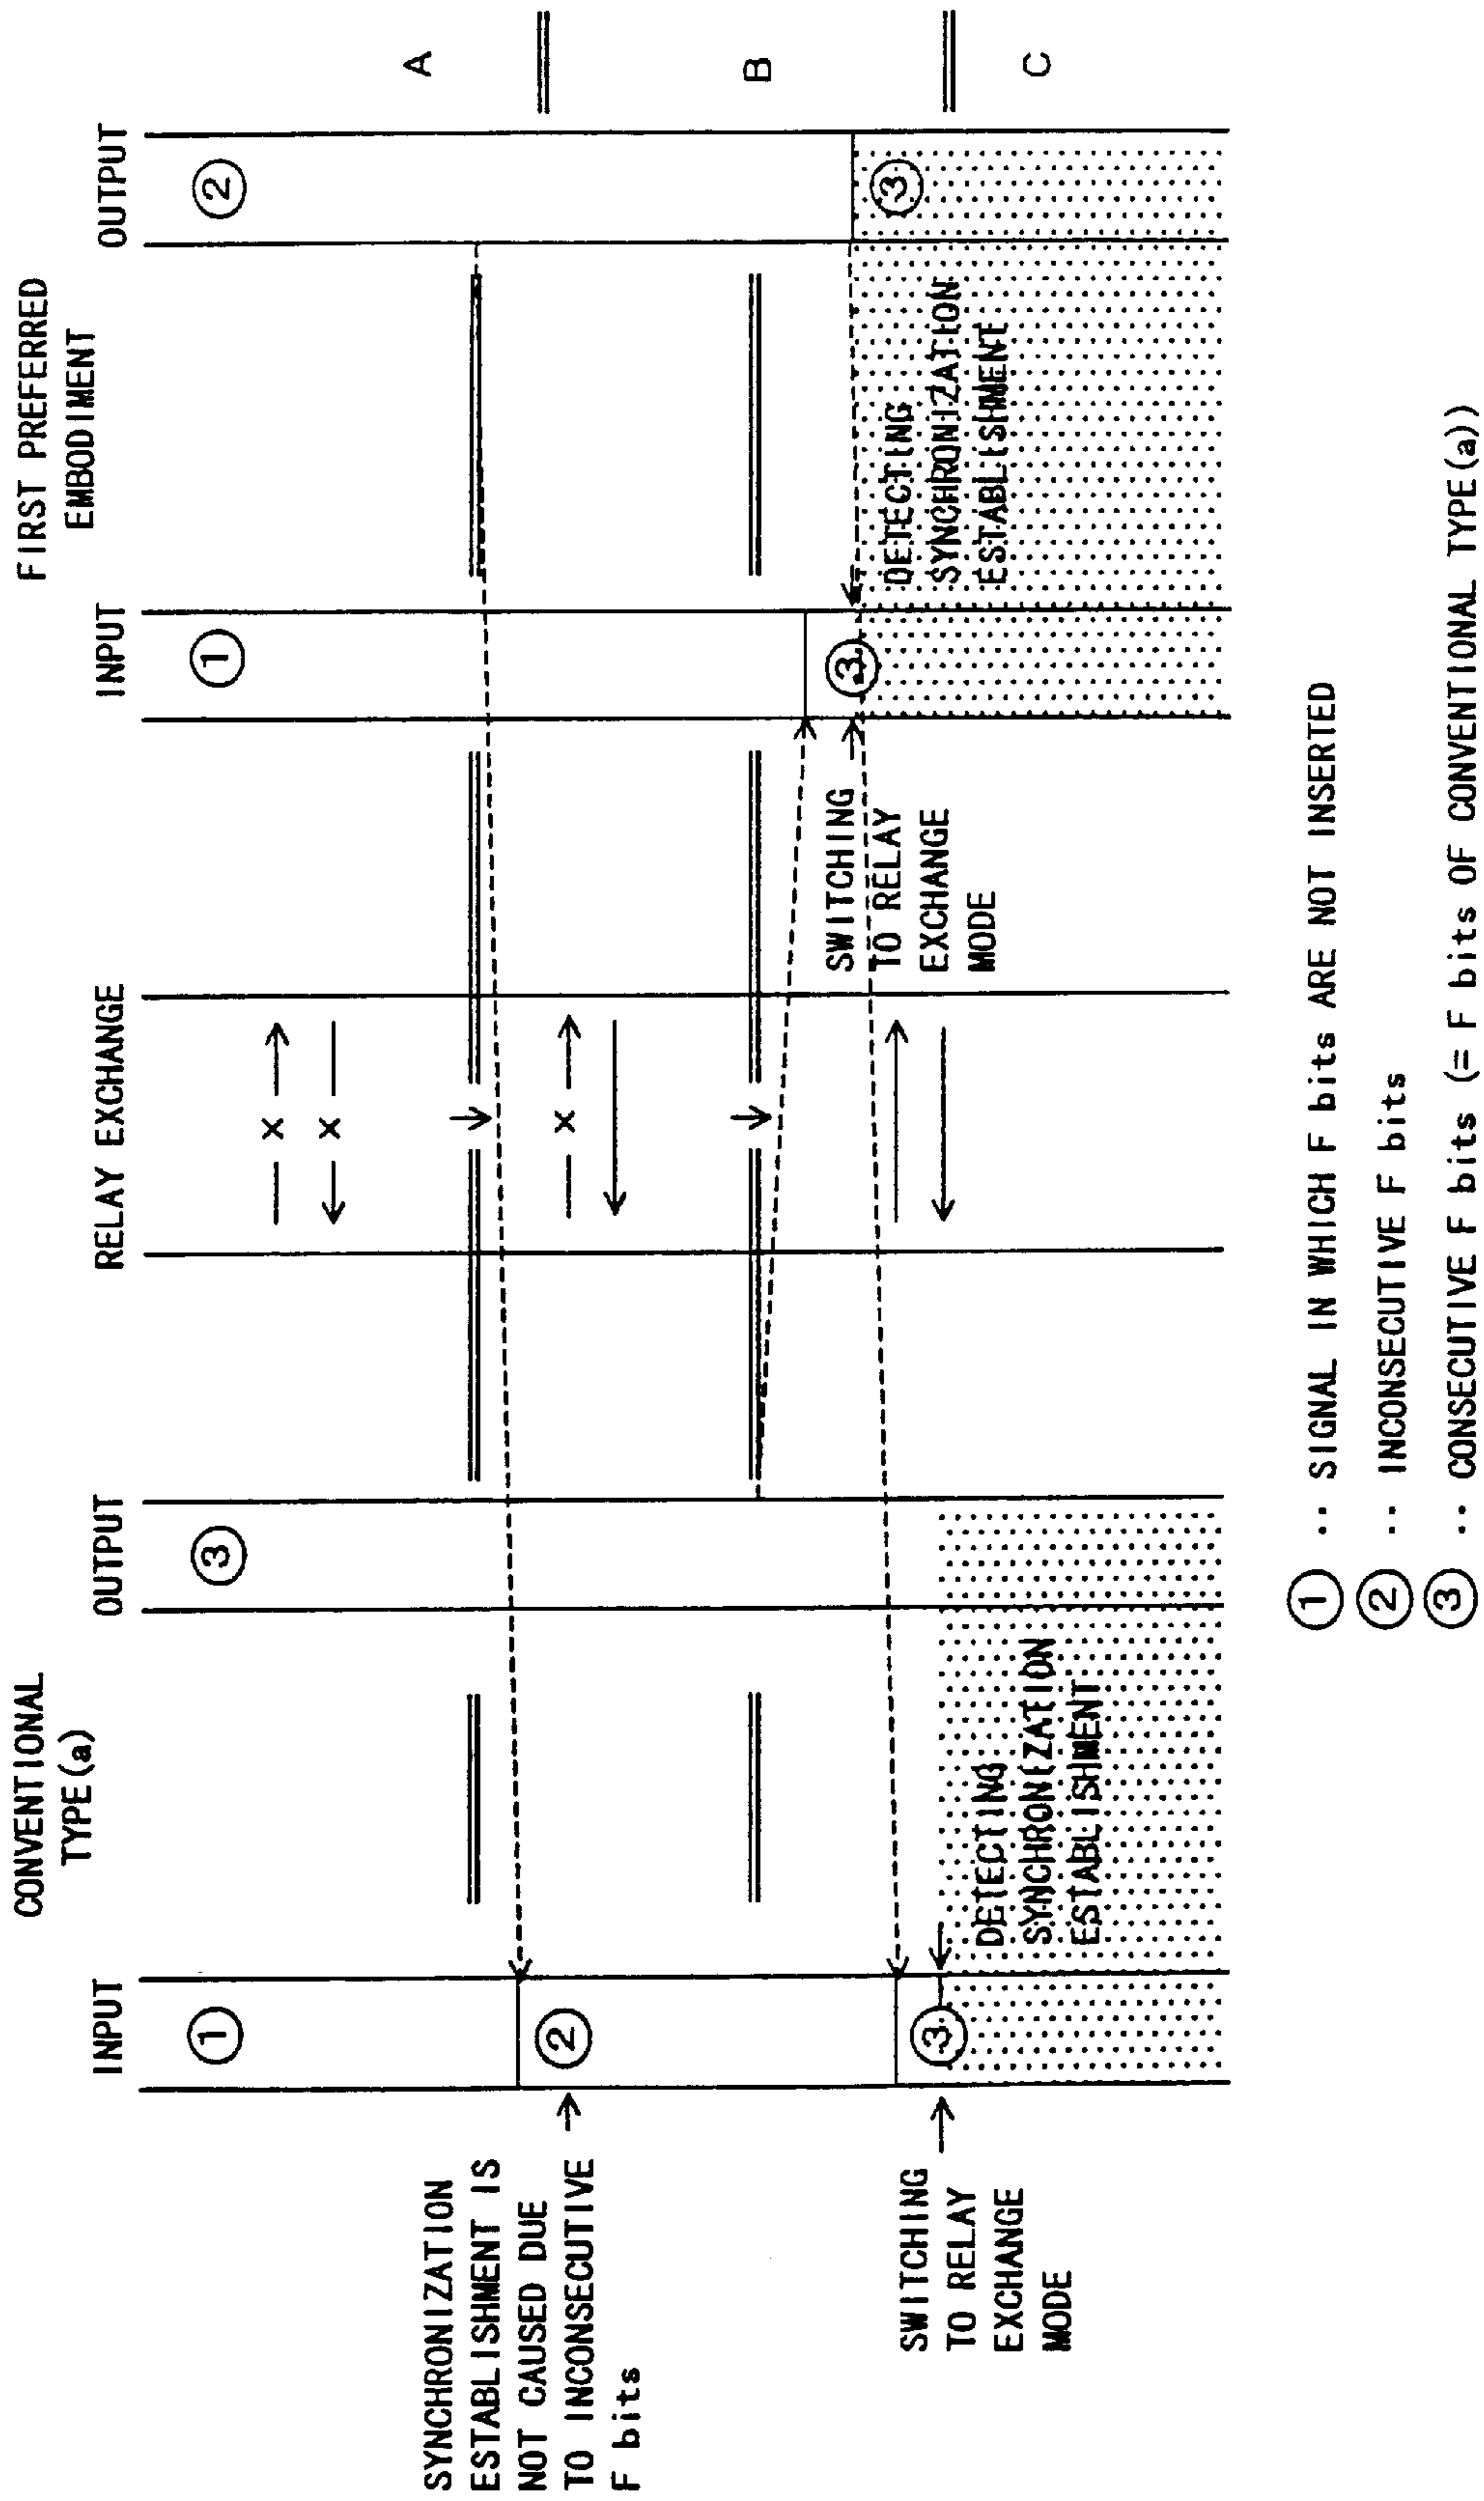 CONVENTIONAL
TYPE(a)
FIRST PREFERRED
EMBODIMENT
INPUT
OUTPUT
RELAY EXCHANGE
INPUT
OUTPUT
①
③
①
②
x
x
A
SYNCHRONIZATION
ESTABLISHMENT IS
NOT CAUSED DUE
TO INCONSECUTIVE
F bits
②
x
B
SWITCHING
TO RELAY
EXCHANGE
MODE
③
DETECTING
SYNCHRONIZATION
ESTABLISHMENT
SWITCHING
TO RELAY
EXCHANGE
MODE
③
DETECTING
SYNCHRONIZATION
ESTABLISHMENT
③
C
① : SIGNAL IN WHICH F bits ARE NOT INSERTED
② : INCONSECUTIVE F bits
③ : CONSECUTIVE F bits (= F bits OF CONVENTIONAL TYPE(a))